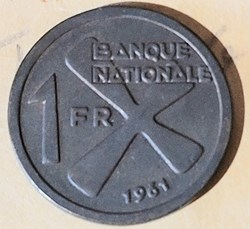 BANQUE
NATIONALE
1 FR
1961